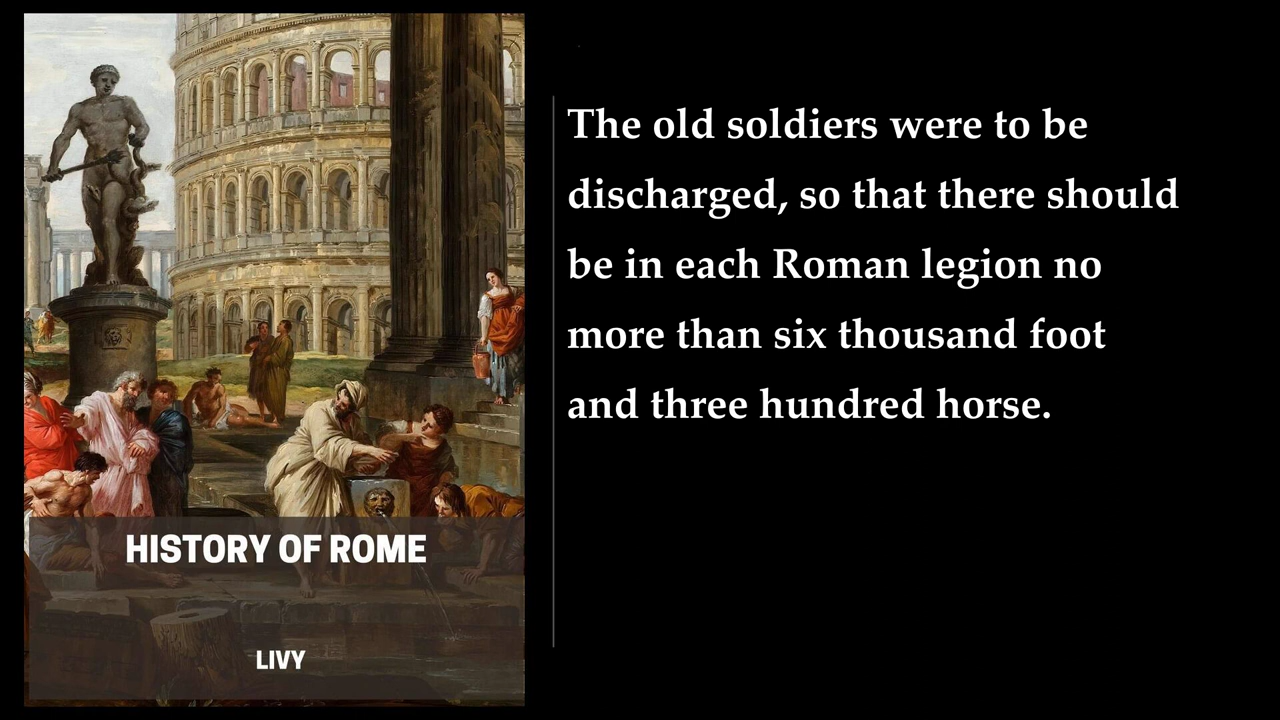 The old soldiers were to be
discharged, so that there should
be in each Roman legion no
more than six thousand foot
and three hundred horse.
HISTORY OF ROME
LIVY